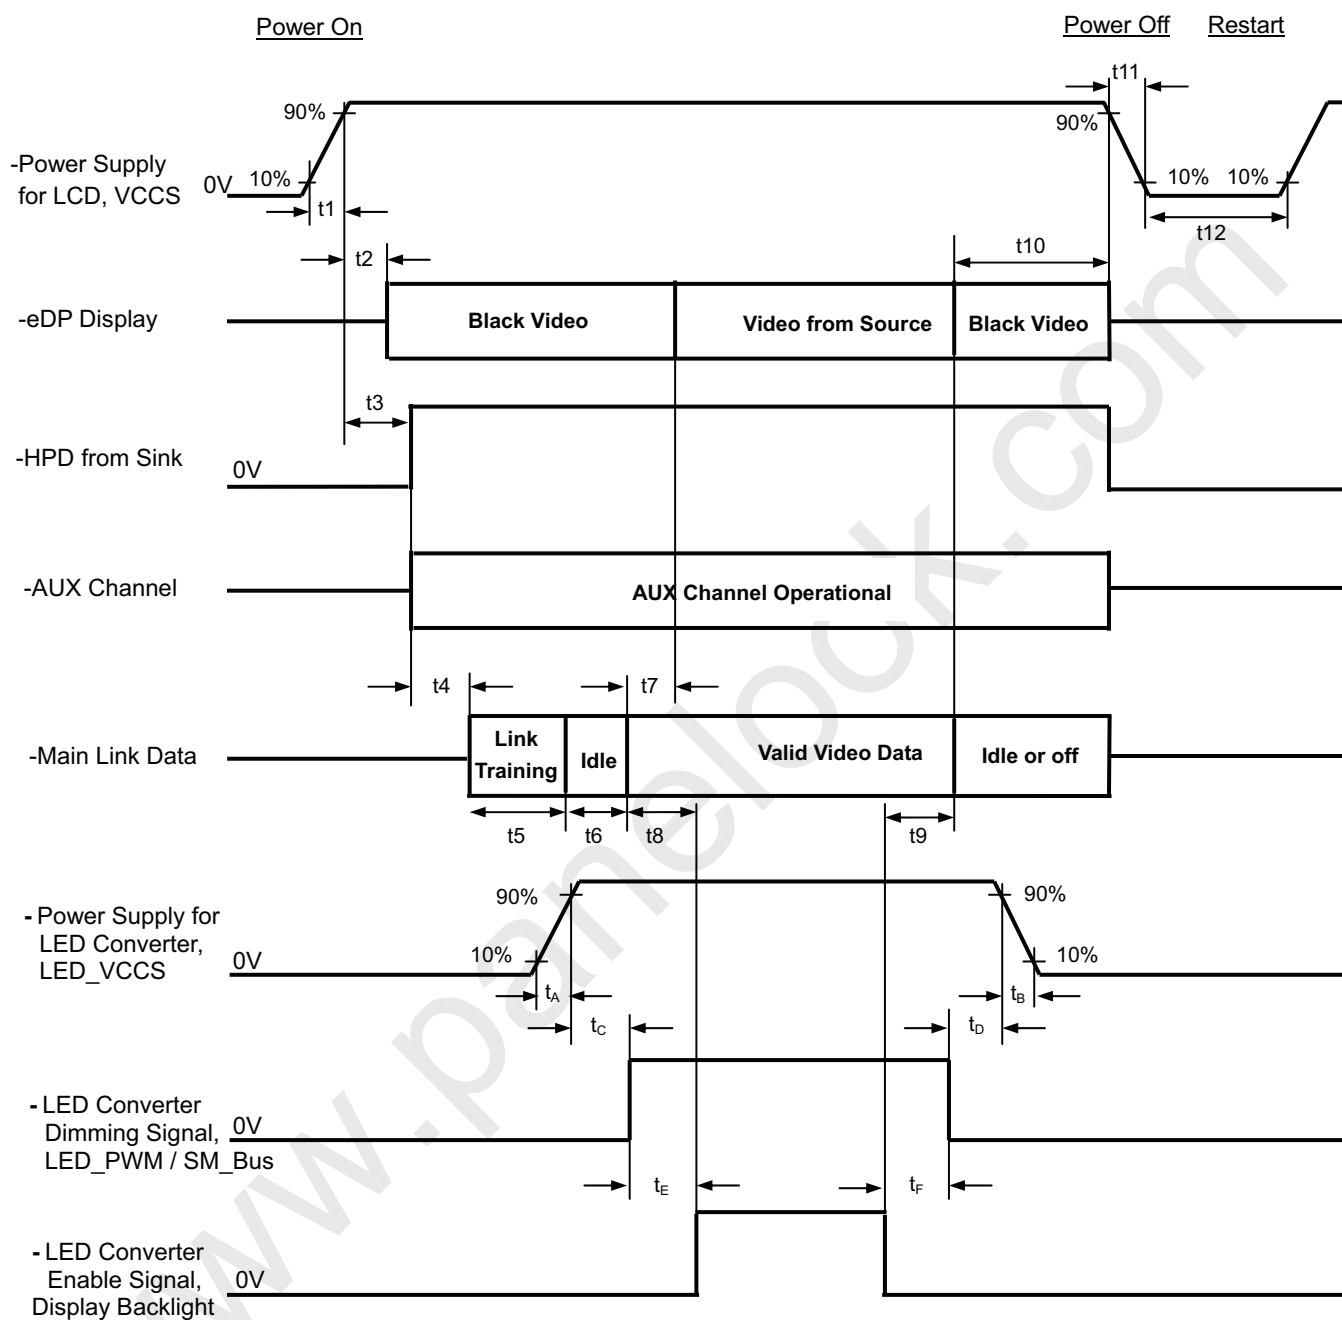 Power On
Power Off
Restart
t11
90%
90%
-Power Supply
for LCD, VCCS
0V
10%
10%
10%
t1
t12
t2
t10
-eDP Display
Black Video
Video from Source
Black Video
t3
-HPD from Sink
0V
-AUX Channel
AUX Channel Operational
t4
t7
-Main Link Data
Link
Training
Idle
Valid Video Data
Idle or off
t5
t6
t8
t9
90%
90%
- Power Supply for
LED Converter,
LED_VCCS
0V
10%
10%
tA
tB
tC
tD
- LED Converter
Dimming Signal,
LED_PWM / SM_Bus
0V
tE
tF
- LED Converter
Enable Signal,
Display Backlight
0V
www.panelook.com